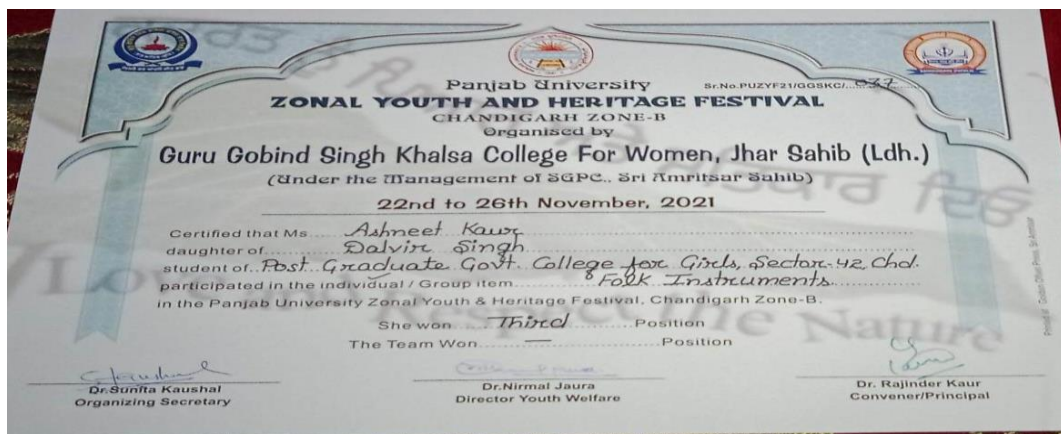 Panjab University
Sr.No.PUZYF21/GGSKC/...037
ZONAL YOUTH AND HERITAGE FESTIVAL
CHANDIGARH ZONE-B
Organised by
Guru Gobind Singh Khalsa College For Women, Jhar Sahib (Ldh.)
(Under the Management of SGPC., Sri Amritsar Sahib)
22nd to 26th November, 2021
Certified that Ms.... Ashneet Kaur
daughter of.... Dalvir Singh
student of. Post Graduate Govt. College for Girls, Sector-42, Chd.
participated in the individual / Group item.... Folk Instruments
in the Panjab University Zonal Youth & Heritage Festival, Chandigarh Zone-B.
She won.... Third ....Position
The Team Won.... — ....Position
Dr.Sunita Kaushal
Organizing Secretary
Dr.Nirmal Jaura
Director Youth Welfare
Dr. Rajinder Kaur
Convener/Principal
the Nature